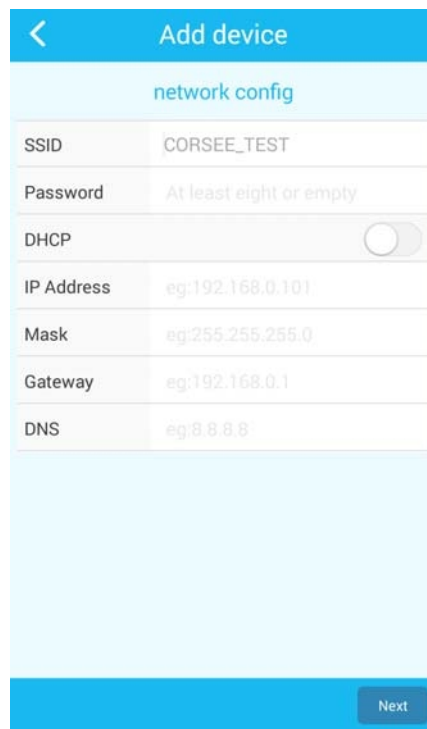 Add device
network config
SSID CORSEE_TEST
Password At least eight or empty
DHCP
IP Address eg:192.168.0.101
Mask eg:255.255.255.0
Gateway eg:192.168.0.1
DNS eg:8.8.8.8
Next